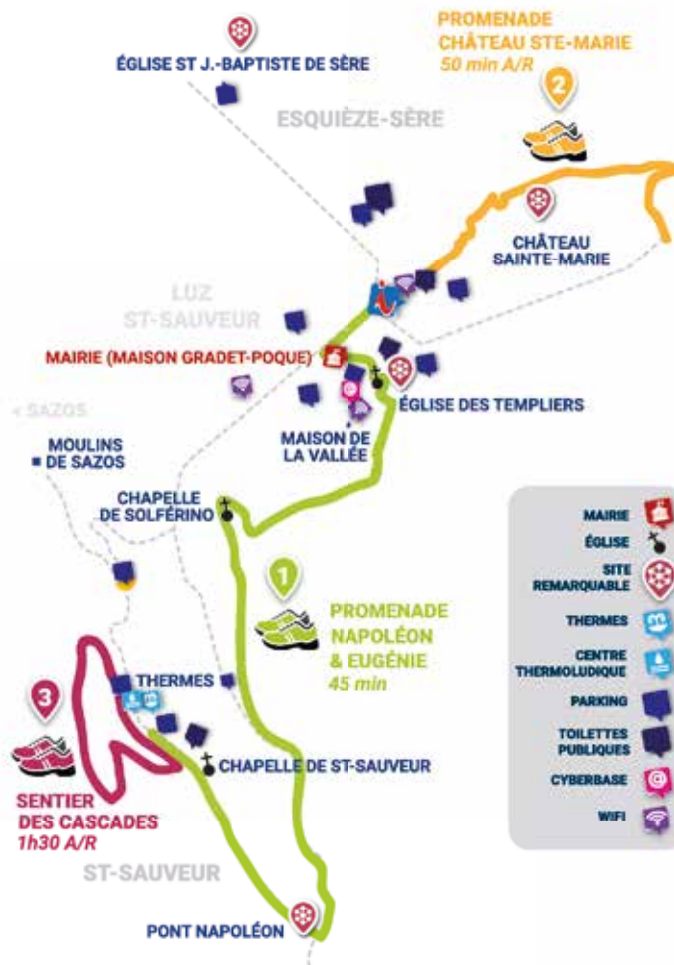 PROMENADE
CHÂTEAU STE-MARIE
50 min A/R
2
ÉGLISE ST J.-BAPTISTE DE SÈRE
ESQUIÈZE-SÈRE
CHÂTEAU
SAINTE-MARIE
i
LUZ
ST-SAUVEUR
MAIRIE (MAISON GRADET-POQUE)
@
ÉGLISE DES TEMPLIERS
< SAZOS
MAISON DE
LA VALLÉE
MOULINS
DE SAZOS
CHAPELLE
DE SOLFÉRINO
1
PROMENADE
NAPOLÉON
& EUGÉNIE
45 min
THERMES
3
CHAPELLE DE ST-SAUVEUR
SENTIER
DES CASCADES
1h30 A/R
ST-SAUVEUR
PONT NAPOLÉON
MAIRIE
ÉGLISE
SITE
REMARQUABLE
THERMES
CENTRE
THERMOLUDIQUE
PARKING
TOILETTES
PUBLIQUES
CYBERBASE @
WIFI